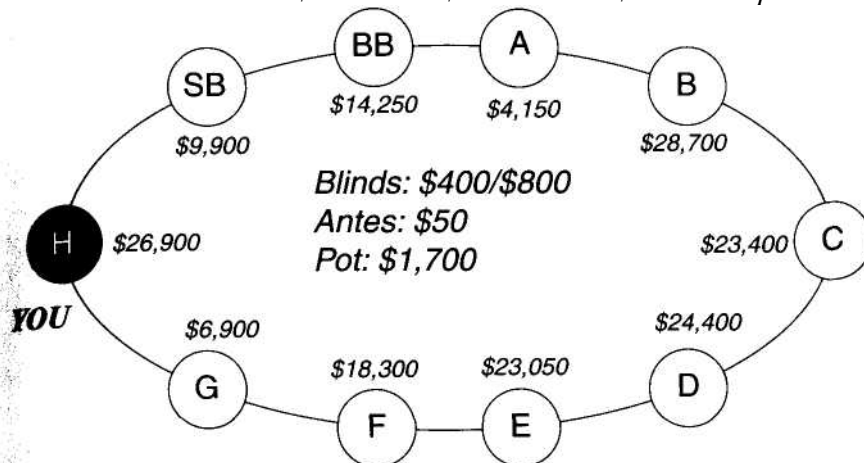 BB
A
SB
B
$14,250
$4,150
$9,900
$28,700
Blinds: $400/$800
Antes: $50
Pot: $1,700
H
$26,900
$23,400
C
YOU
$6,900
$18,300
$23,050
$24,400
G
F
E
D